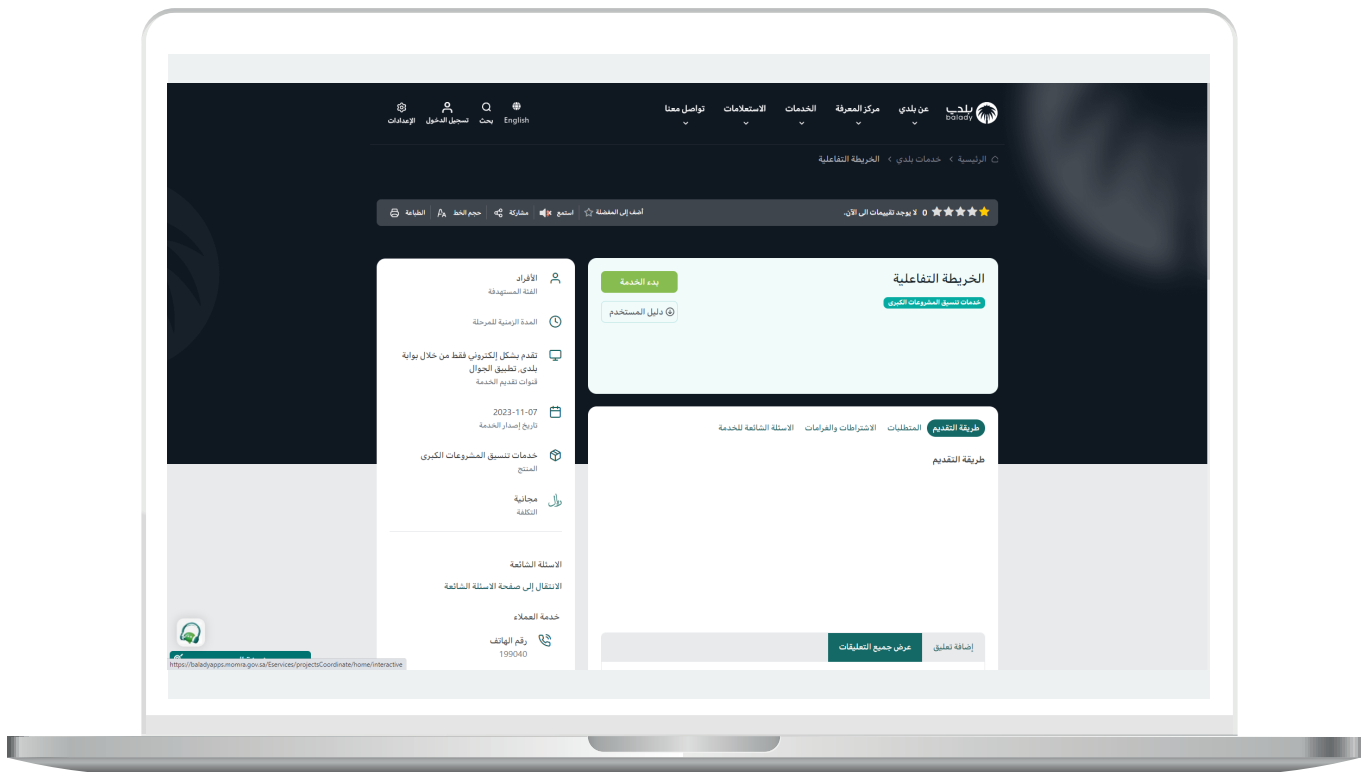 بلدي
balady
عن بلدي
مركز المعرفة
الخدمات
الاستعلامات
تواصل معنا
English
بحث
تسجيل الدخول
الإعدادات
الرئيسية > خدمات بلدي > الخريطة التفاعلية
0 لا يوجد تقييمات الى الآن.
أضف إلى المفضلة
استمع
مشاركة
حجم الخط
الطباعة
الخريطة التفاعلية
خدمات تنسيق المشروعات الكبرى
بدء الخدمة
دليل المستخدم
طريقة التقديم
المتطلبات
الاشتراطات والغرامات
الاسئلة الشائعة للخدمة
طريقة التقديم
إضافة تعليق
عرض جميع التعليقات
الأفراد
الفئة المستهدفة
المدة الزمنية للمرحلة
تقدم بشكل إلكتروني فقط من خلال بوابة
بلدي, تطبيق الجوال
قنوات تقديم الخدمة
2023-11-07
تاريخ إصدار الخدمة
خدمات تنسيق المشروعات الكبرى
المنتج
مجانية
التكلفة
الاسئلة الشائعة
الانتقال إلى صفحة الاسئلة الشائعة
خدمة العملاء
رقم الهاتف
199040
https://baladyapps.momra.gov.sa/Eservices/projectsCoordinate/home/interactive